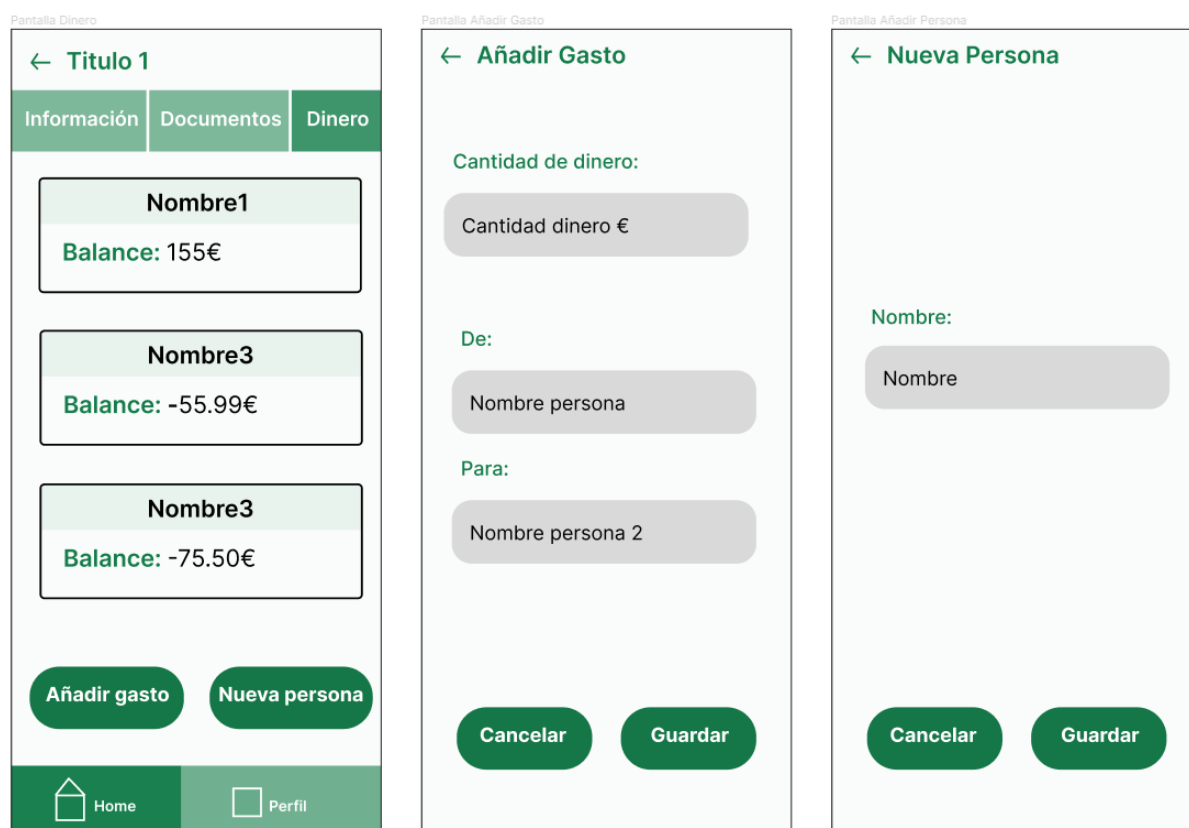 Pantalla Dinero
← Titulo 1
Información Documentos Dinero
Nombre1
Balance: 155€
Nombre3
Balance: -55.99€
Nombre3
Balance: -75.50€
Añadir gasto Nueva persona
Home Perfil
Pantalla Añadir Gasto
← Añadir Gasto
Cantidad de dinero:
Cantidad dinero €
De:
Nombre persona
Para:
Nombre persona 2
Cancelar Guardar
Pantalla Añadir Persona
← Nueva Persona
Nombre:
Nombre
Cancelar Guardar